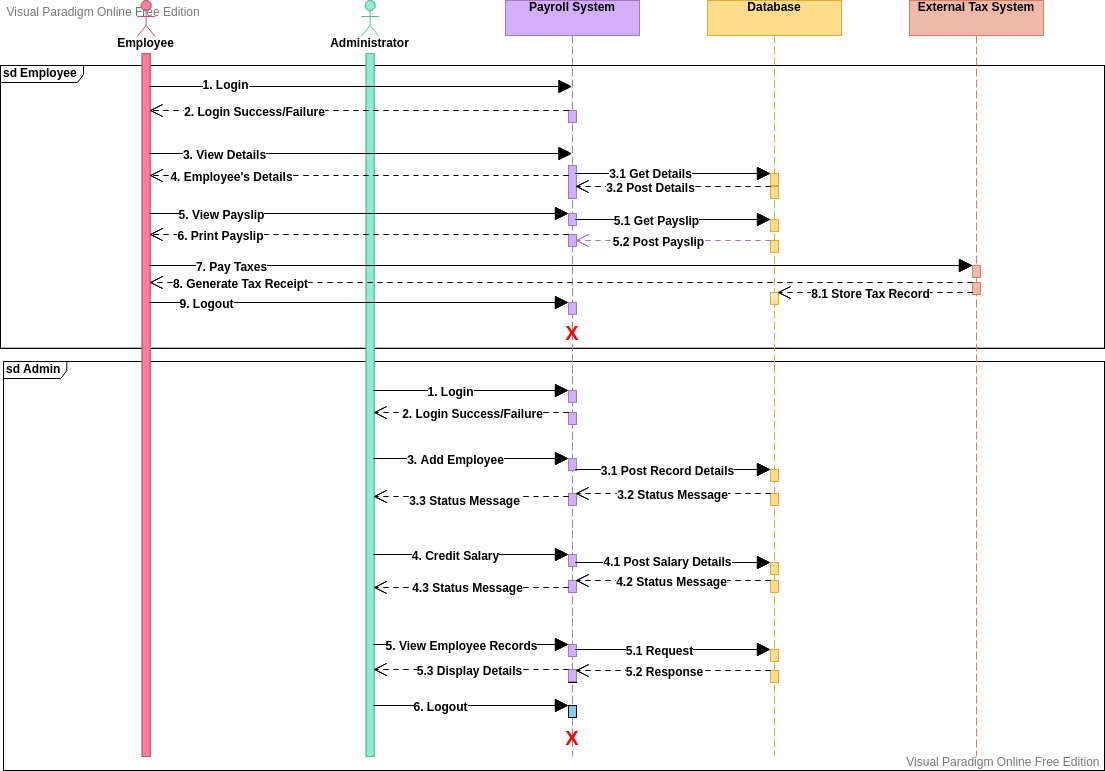 Visual Paradigm Online Free Edition
Payroll System
Database
External Tax System
Employee
Administrator
sd Employee
1. Login
2. Login Success/Failure
3. View Details
3.1 Get Details
4. Employee's Details
3.2 Post Details
5. View Payslip
5.1 Get Payslip
6. Print Payslip
5.2 Post Payslip
7. Pay Taxes
8. Generate Tax Receipt
8.1 Store Tax Record
9. Logout
X
sd Admin
1. Login
2. Login Success/Failure
3. Add Employee
3.1 Post Record Details
3.2 Status Message
3.3 Status Message
4. Credit Salary
4.1 Post Salary Details
4.2 Status Message
4.3 Status Message
5. View Employee Records
5.1 Request
5.3 Display Details
5.2 Response
6. Logout
X
Visual Paradigm Online Free Edition